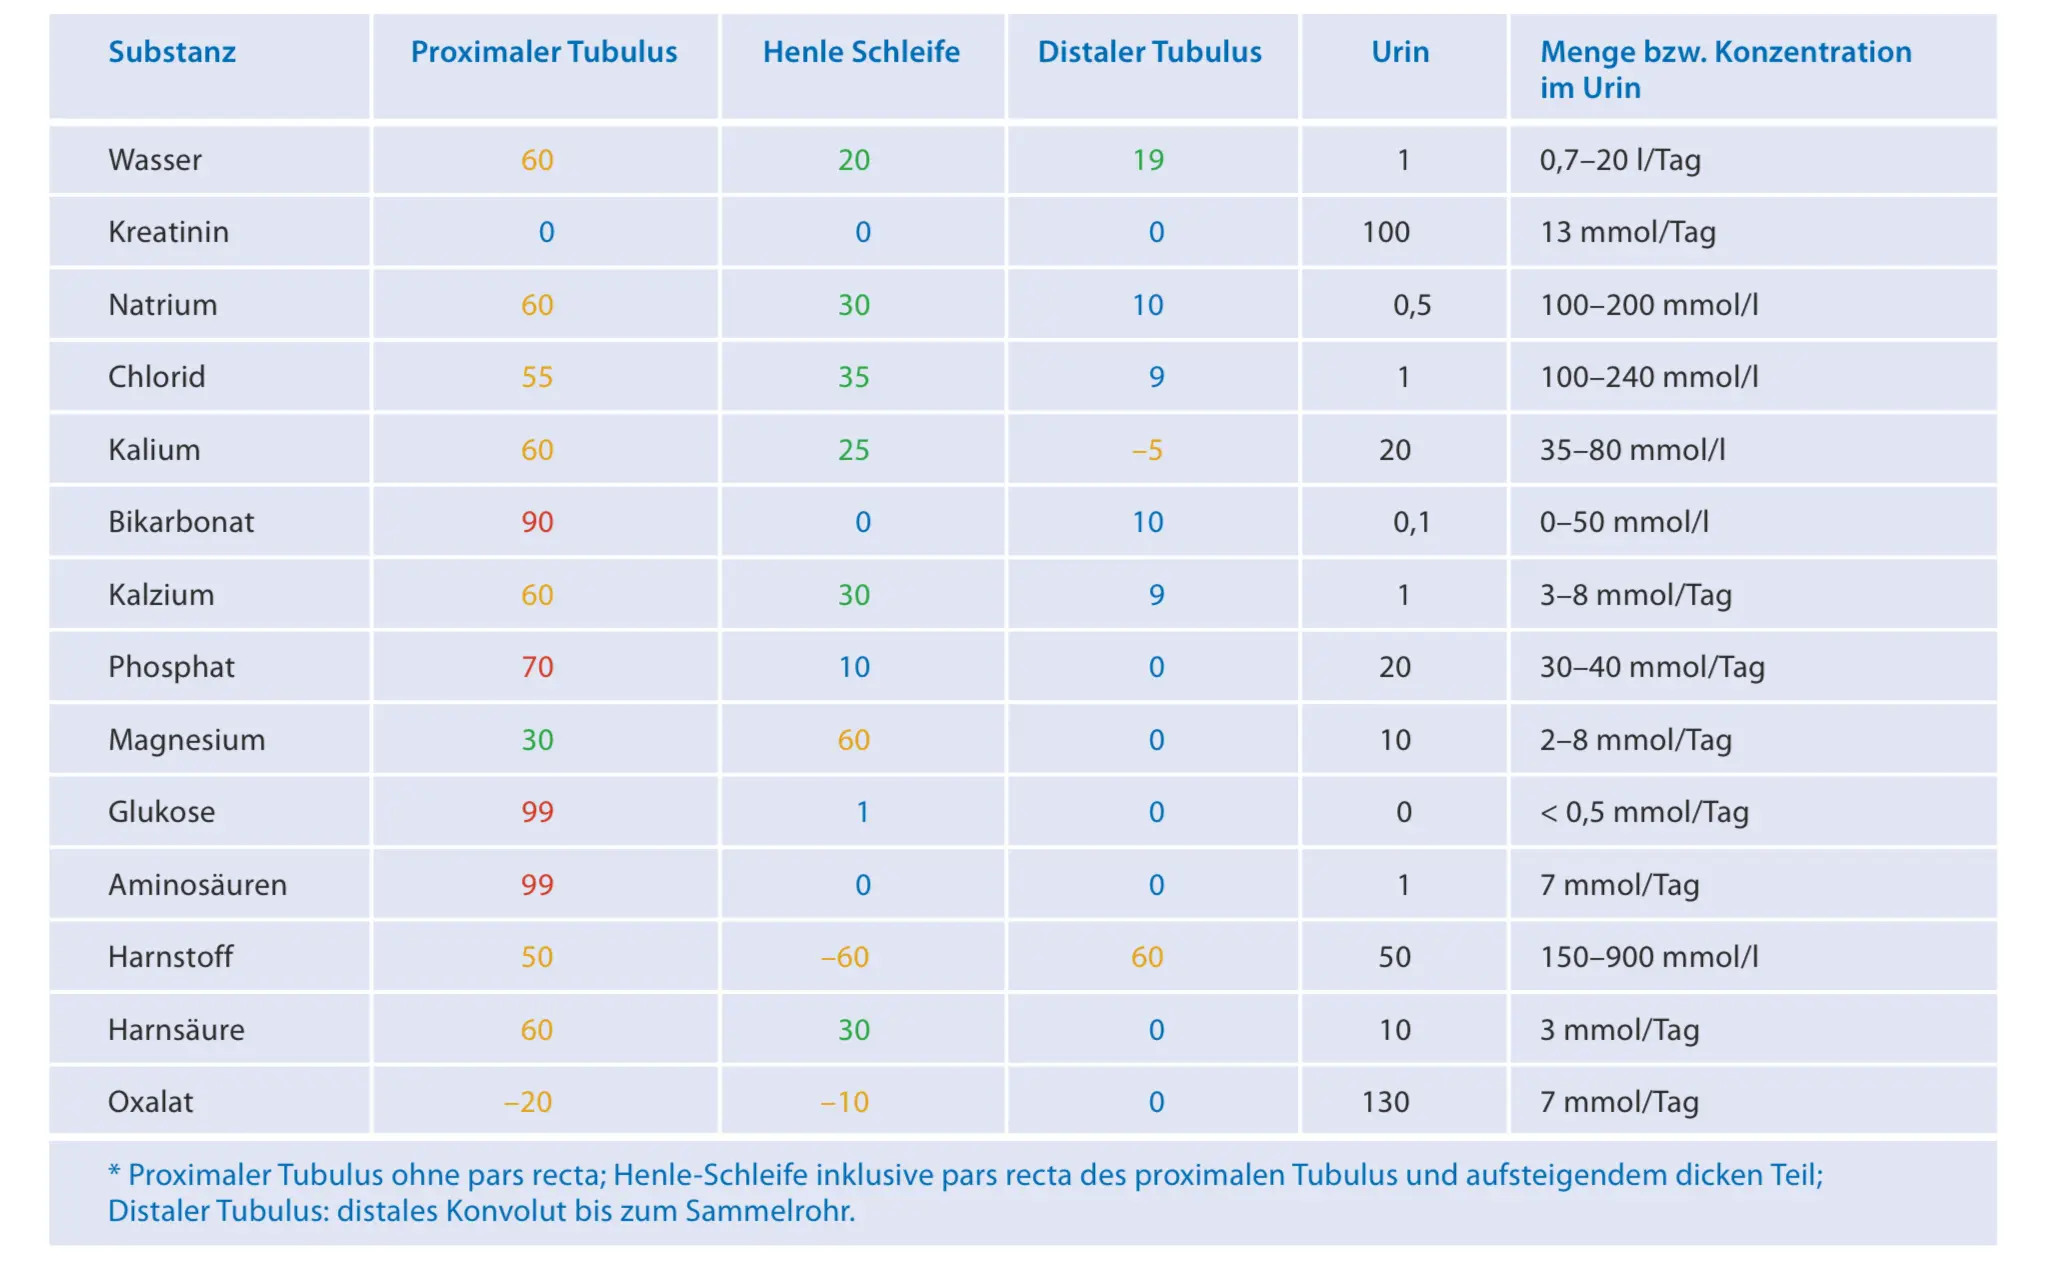 Substanz Proximaler Tubulus Henle Schleife Distaler Tubulus Urin Menge bzw. Konzentration
im Urin
Wasser 60 20 19 1 0,7–20 l/Tag
Kreatinin 0 0 0 100 13 mmol/Tag
Natrium 60 30 10 0,5 100–200 mmol/l
Chlorid 55 35 9 1 100–240 mmol/l
Kalium 60 25 –5 20 35–80 mmol/l
Bikarbonat 90 0 10 0,1 0–50 mmol/l
Kalzium 60 30 9 1 3–8 mmol/Tag
Phosphat 70 10 0 20 30–40 mmol/Tag
Magnesium 30 60 0 10 2–8 mmol/Tag
Glukose 99 1 0 0 < 0,5 mmol/Tag
Aminosäuren 99 0 0 1 7 mmol/Tag
Harnstoff 50 –60 60 50 150–900 mmol/l
Harnsäure 60 30 0 10 3 mmol/Tag
Oxalat –20 –10 0 130 7 mmol/Tag
* Proximaler Tubulus ohne pars recta; Henle-Schleife inklusive pars recta des proximalen Tubulus und aufsteigendem dicken Teil;
Distaler Tubulus: distales Konvolut bis zum Sammelrohr.